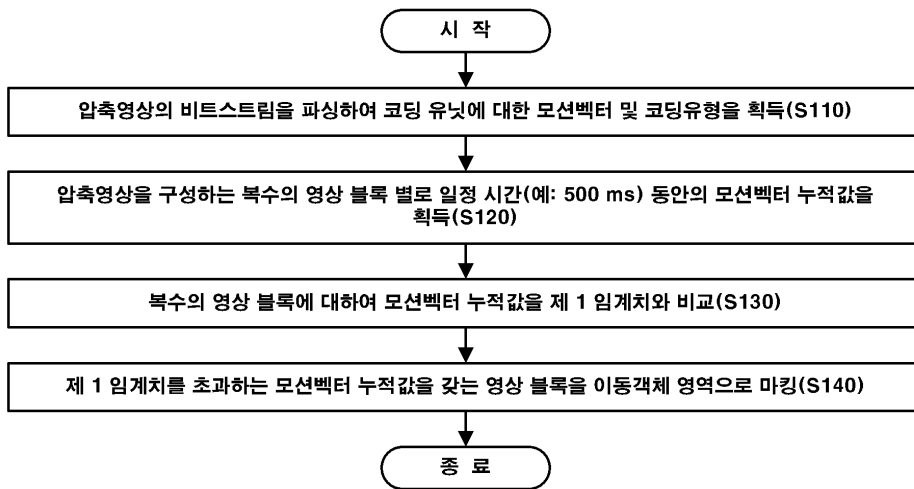 시 작
압축영상의 비트스트림을 파싱하여 코딩 유닛에 대한 모션벡터 및 코딩유형을 획득(S110)
압축영상을 구성하는 복수의 영상 블록 별로 일정 시간(예: 500 ms) 동안의 모션벡터 누적값을
획득(S120)
복수의 영상 블록에 대하여 모션벡터 누적값을 제 1 임계치와 비교(S130)
제 1 임계치를 초과하는 모션벡터 누적값을 갖는 영상 블록을 이동객체 영역으로 마킹(S140)
종 료